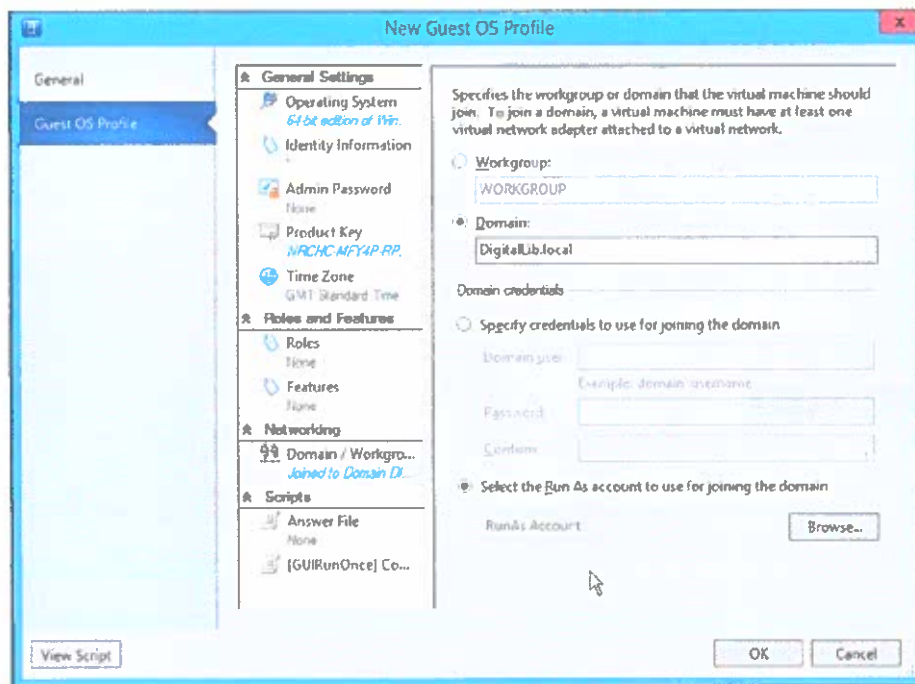 New Guest OS Profile
x
General
Guest OS Profile
General Settings
Operating System
64-bit edition of Win...
Identity Information
*
Admin Password
None
Product Key
NRCHC-MFY4P-RP...
Time Zone
GMT Standard Time
Roles and Features
Roles
None
Features
None
Networking
Domain / Workgro...
Joined to Domain Di...
Scripts
Answer File
None
[GUIRunOnce] Co...
Specifies the workgroup or domain that the virtual machine should
join. To join a domain, a virtual machine must have at least one
virtual network adapter attached to a virtual network.
Workgroup:
WORKGROUP
Domain:
DigitalLib.local
Domain credentials
Specify credentials to use for joining the domain
Domain user:
Example: domain\username
Password:
Confirm:
Select the Run As account to use for joining the domain
RunAs Account
Browse...
View Script
OK
Cancel